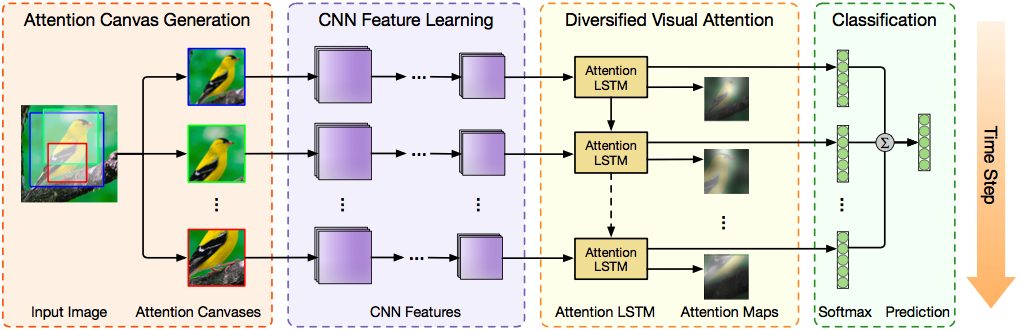 Attention Canvas Generation
CNN Feature Learning
Diversified Visual Attention
Classification
Attention
LSTM
Attention
LSTM
Attention
LSTM
Σ
Time Step
Input Image
Attention Canvases
CNN Features
Attention LSTM
Attention Maps
Softmax
Prediction